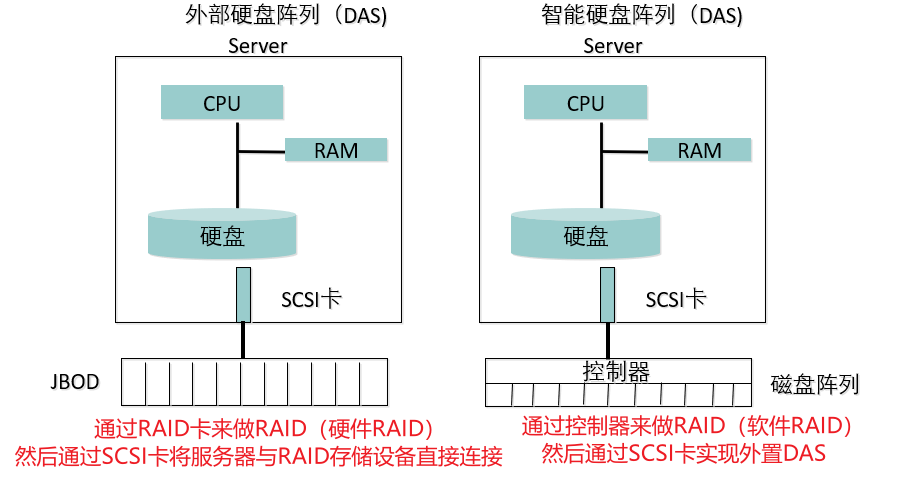 外部硬盘阵列（DAS)
Server
CPU
RAM
硬盘
SCSI卡
JBOD
通过RAID卡来做RAID（硬件RAID）
然后通过SCSI卡将服务器与RAID存储设备直接连接
智能硬盘阵列（DAS)
Server
CPU
RAM
硬盘
SCSI卡
控制器
磁盘阵列
通过控制器来做RAID（软件RAID）
然后通过SCSI卡实现外置DAS